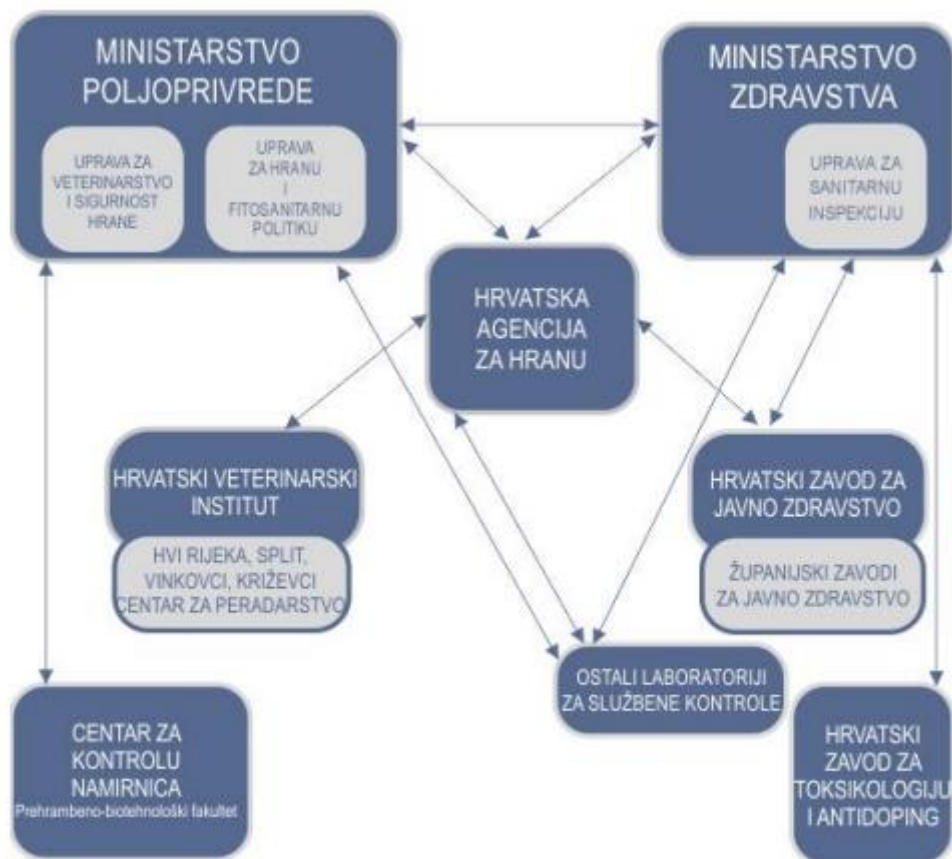 MINISTARSTVO
POLJOPRIVREDE
UPRAVA ZA
VETERINARSTVO
I SIGURNOST
HRANE
UPRAVA
ZA HRANU
I
FITOSANITARNU
POLITIKU
MINISTARSTVO
ZDRAVSTVA
UPRAVA ZA
SANITARNU
INSPEKCIJU
HRVATSKA
AGENCIJA
ZA HRANU
HRVATSKI VETERINARSKI
INSTITUT
HVI RIJEKA, SPLIT,
VINKOVCI, KRIŽEVCI
CENTAR ZA PERADARSTVO
HRVATSKI ZAVOD ZA
JAVNO ZDRAVSTVO
ŽUPANIJSKI ZAVODI
ZA JAVNO ZDRAVSTVO
OSTALI LABORATORIJI
ZA SLUŽBENE KONTROLE
CENTAR ZA
KONTROLU
NAMIRNICA
Prehrambeno-biotehnološki fakultet
HRVATSKI
ZAVOD ZA
TOKSIKOLOGIJU
I ANTIDOPING